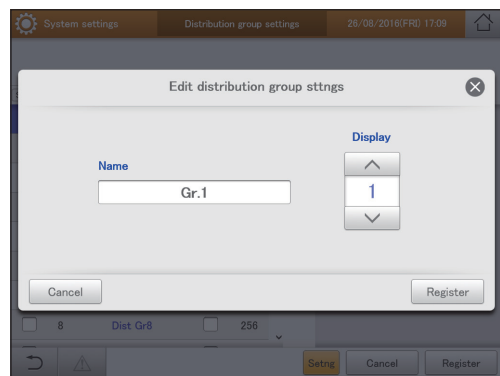 System settings
Distribution group settings
26/08/2016(FRI) 17:09
Edit distribution group sttngs
Display
Name
Gr.1
1
Cancel
Register
8
Dist Gr8
256
Setng
Cancel
Register